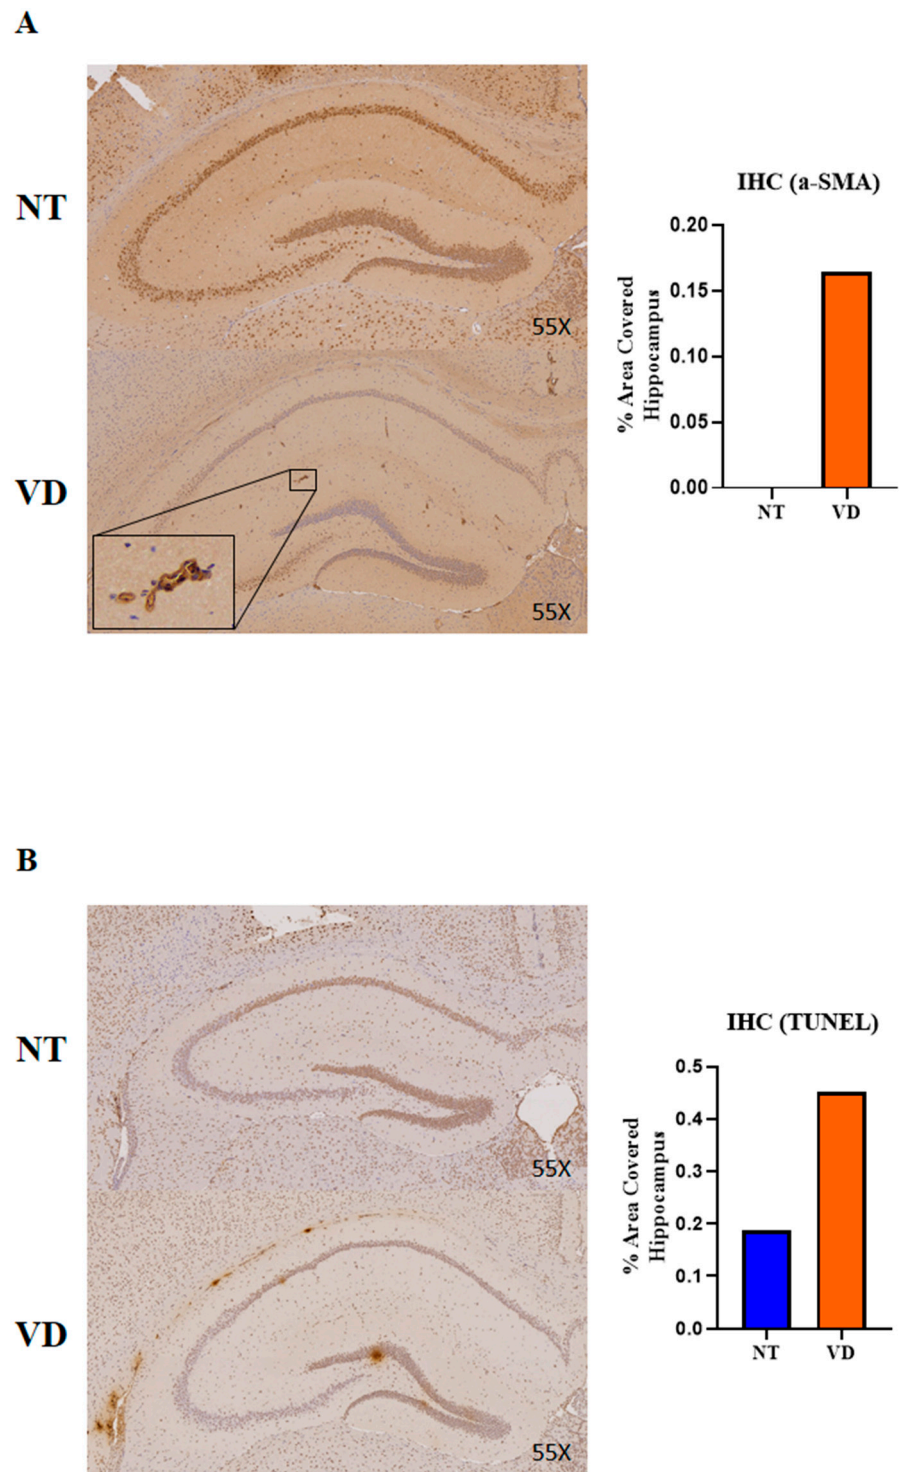 A
NT
55X
VD
55X
IHC (a-SMA)
% Area Covered
Hippocampus
0.20
0.15
0.10
0.05
0.00
NT
VD
B
NT
55X
VD
55X
IHC (TUNEL)
% Area Covered
Hippocampus
0.5
0.4
0.3
0.2
0.1
0.0
NT
VD